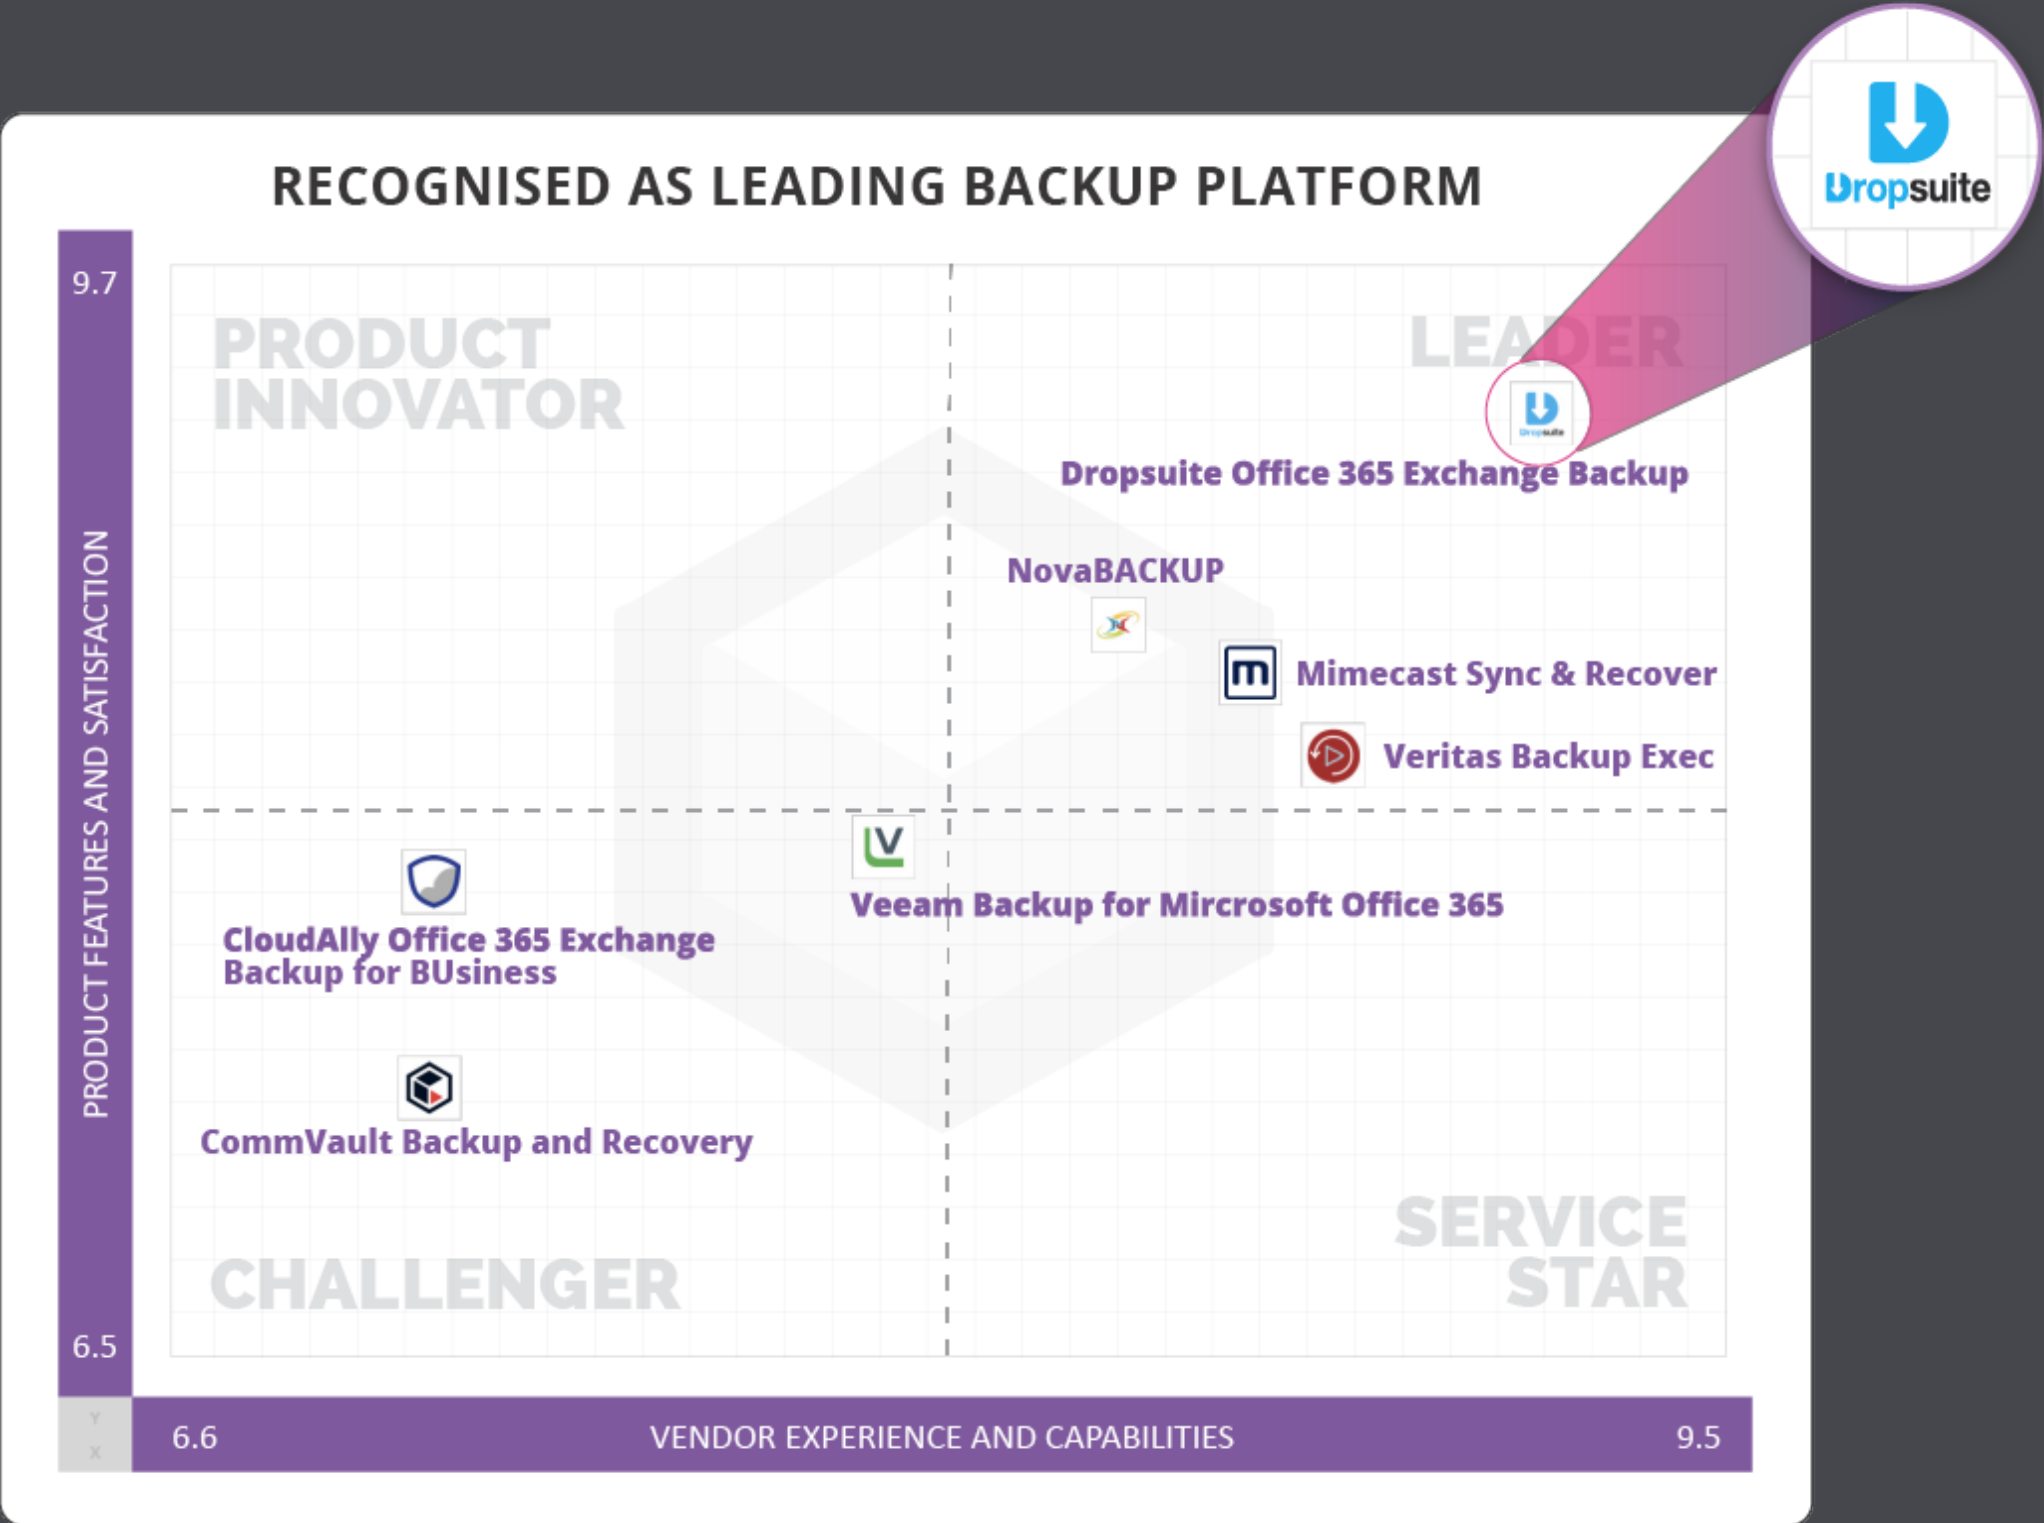 Dropsuite
RECOGNISED AS LEADING BACKUP PLATFORM
9.7
PRODUCT FEATURES AND SATISFACTION
6.5
PRODUCT
INNOVATOR
LEADER
Dropsuite
Dropsuite Office 365 Exchange Backup
NovaBACKUP
m Mimecast Sync & Recover
Veritas Backup Exec
V
Veeam Backup for Mircrosoft Office 365
CloudAlly Office 365 Exchange
Backup for BUsiness
CommVault Backup and Recovery
SERVICE
STAR
CHALLENGER
Y
X
6.6 VENDOR EXPERIENCE AND CAPABILITIES 9.5